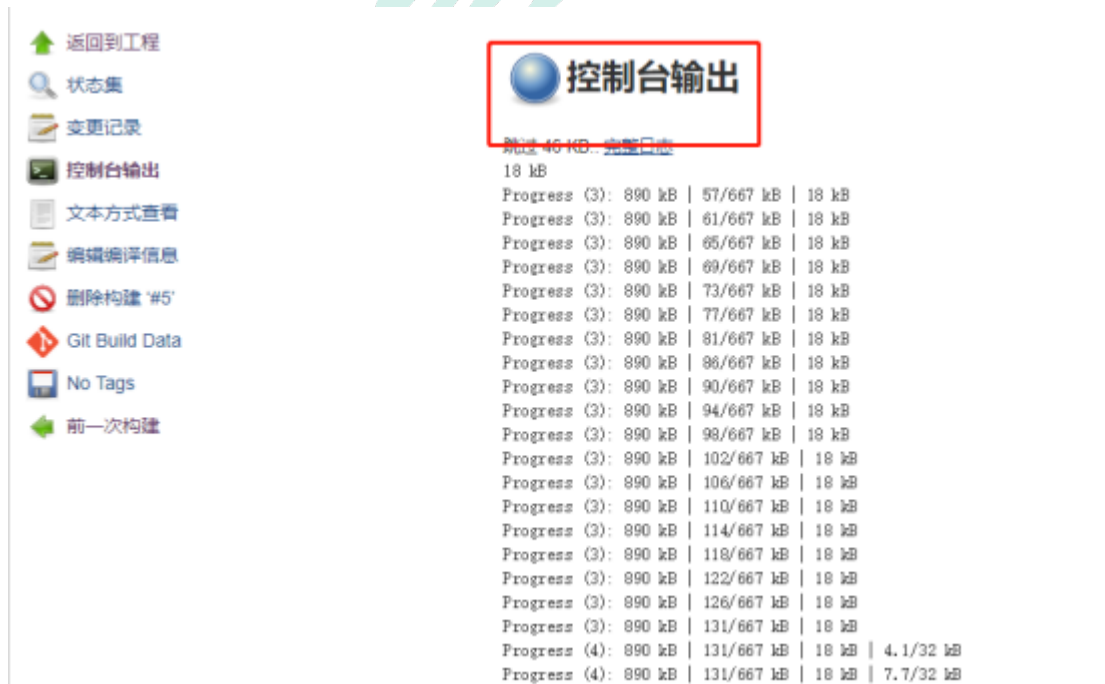 返回到工程
状态集
变更记录
控制台输出
文本方式查看
编辑编译信息
删除构建 '#5'
Git Build Data
No Tags
前一次构建
控制台输出
跳过 46 KB.. 完整日志
18 kB
Progress (3): 890 kB | 57/667 kB | 18 kB
Progress (3): 890 kB | 61/667 kB | 18 kB
Progress (3): 890 kB | 65/667 kB | 18 kB
Progress (3): 890 kB | 69/667 kB | 18 kB
Progress (3): 890 kB | 73/667 kB | 18 kB
Progress (3): 890 kB | 77/667 kB | 18 kB
Progress (3): 890 kB | 81/667 kB | 18 kB
Progress (3): 890 kB | 86/667 kB | 18 kB
Progress (3): 890 kB | 90/667 kB | 18 kB
Progress (3): 890 kB | 94/667 kB | 18 kB
Progress (3): 890 kB | 98/667 kB | 18 kB
Progress (3): 890 kB | 102/667 kB | 18 kB
Progress (3): 890 kB | 106/667 kB | 18 kB
Progress (3): 890 kB | 110/667 kB | 18 kB
Progress (3): 890 kB | 114/667 kB | 18 kB
Progress (3): 890 kB | 118/667 kB | 18 kB
Progress (3): 890 kB | 122/667 kB | 18 kB
Progress (3): 890 kB | 126/667 kB | 18 kB
Progress (3): 890 kB | 131/667 kB | 18 kB
Progress (4): 890 kB | 131/667 kB | 18 kB | 4.1/32 kB
Progress (4): 890 kB | 131/667 kB | 18 kB | 7.7/32 kB